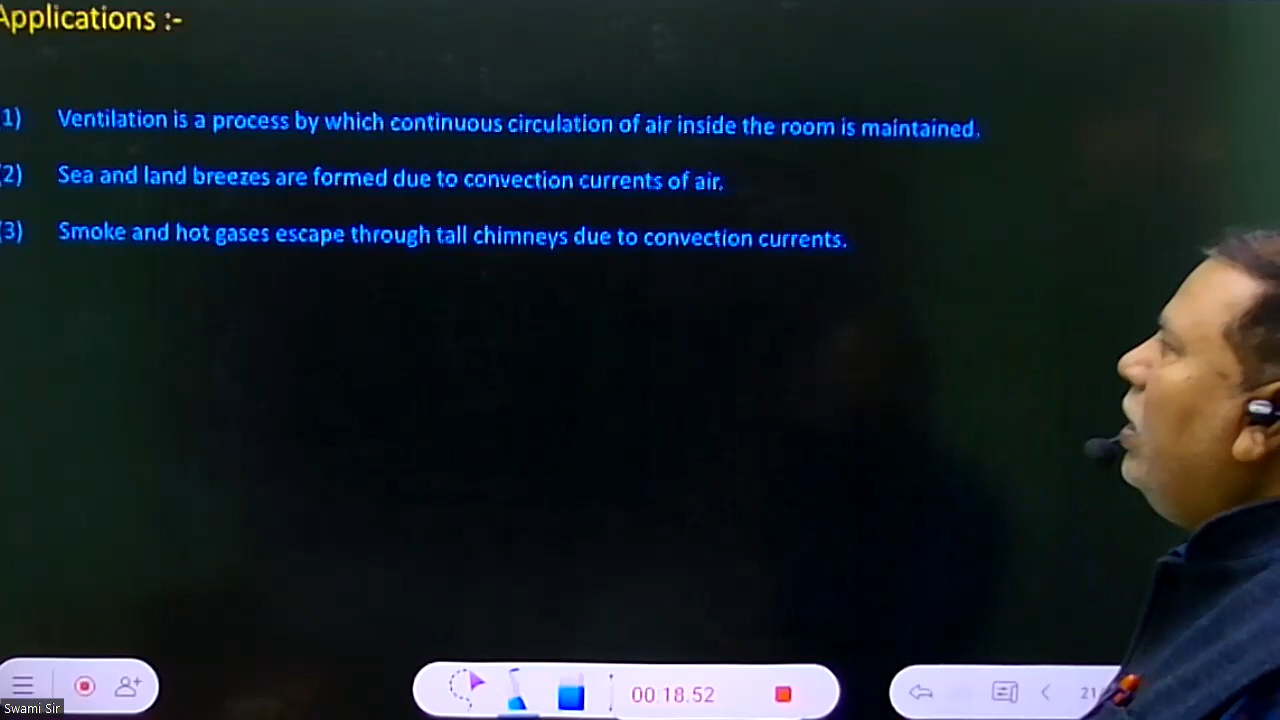 Applications :-
1) Ventilation is a process by which continuous circulation of air inside the room is maintained.
(2) Sea and land breezes are formed due to convection currents of air.
(3) Smoke and hot gases escape through tall chimneys due to convection currents.
00:18.52
21
Swami Sir